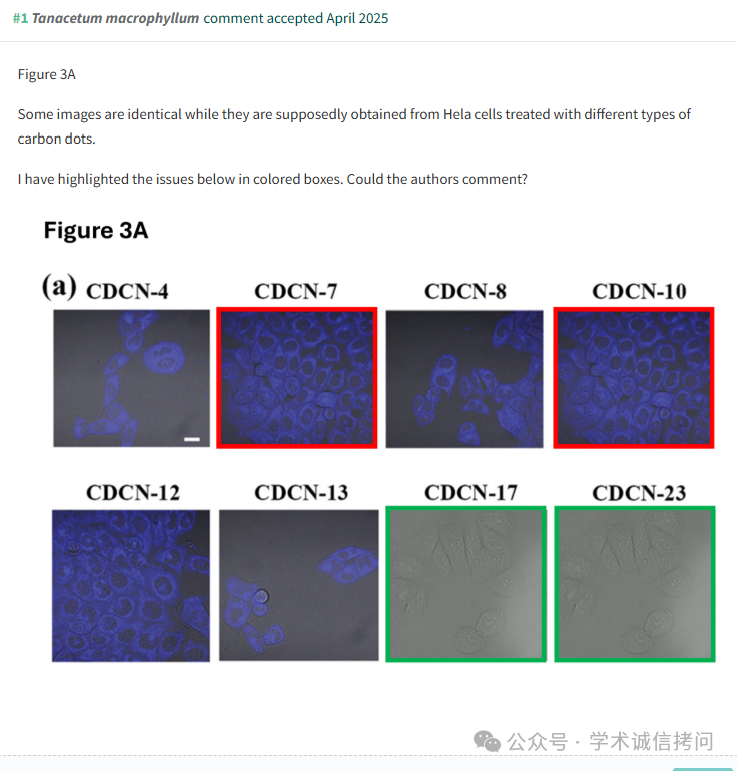 #1 Tanacetum macrophyllum comment accepted April 2025
Figure 3A
Some images are identical while they are supposedly obtained from Hela cells treated with different types of
carbon dots.
I have highlighted the issues below in colored boxes. Could the authors comment?
Figure 3A
(a) CDCN-4 CDCN-7 CDCN-8 CDCN-10
CDCN-12 CDCN-13 CDCN-17 CDCN-23
公众号 · 学术诚信拷问